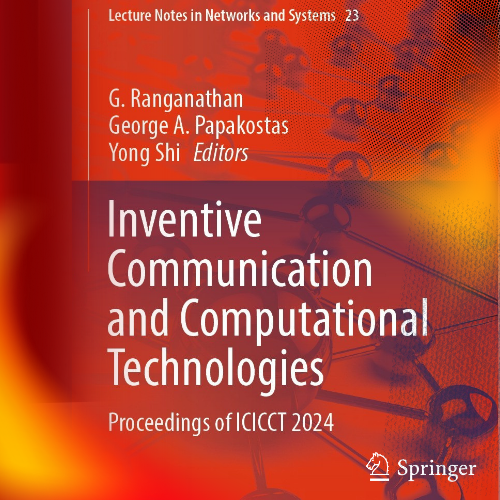 Lecture Notes in Networks and Systems 23
G. Ranganathan
George A. Papakostas
Yong Shi Editors
Inventive
Communication
and Computational
Technologies
Proceedings of ICICCT 2024
Springer